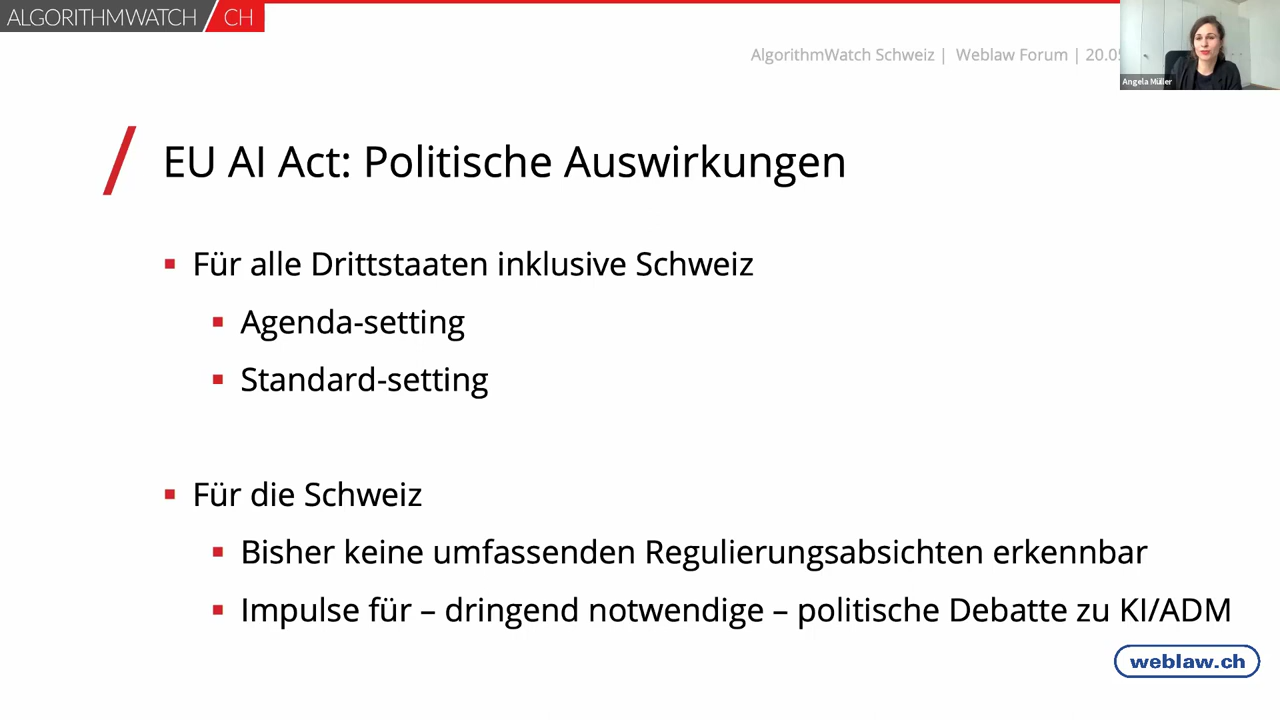 ALGORITHMWATCH / CH
AlgorithmWatch Schweiz | Weblaw Forum | 20.05
Angela Müller
EU AI Act: Politische Auswirkungen
Für alle Drittstaaten inklusive Schweiz
Agenda-setting
Standard-setting
Für die Schweiz
Bisher keine umfassenden Regulierungsabsichten erkennbar
Impulse für – dringend notwendige – politische Debatte zu KI/ADM
weblaw.ch